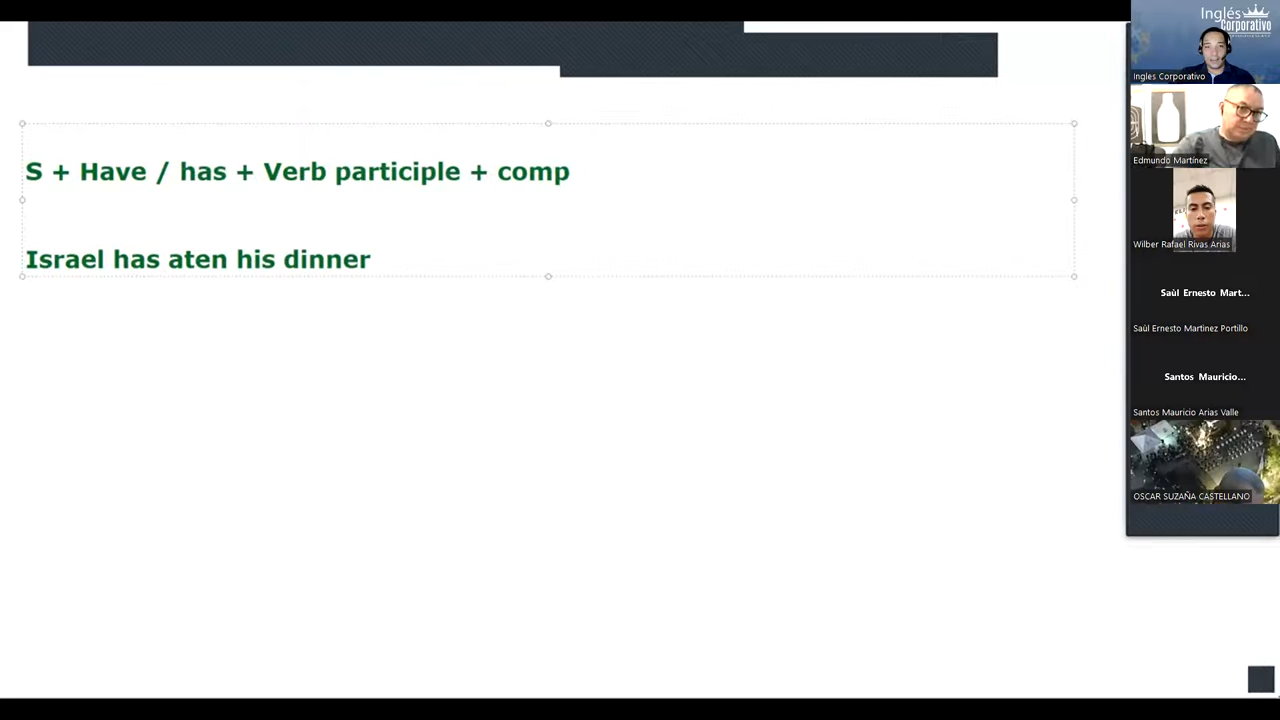 S + Have / has + Verb participle + comp
Israel has aten his dinner
Inglés
Corporativo
Ingles Corporativo
Edmundo Martínez
Wilber Rafael Rivas Arias
Saùl Ernesto Mart...
Saùl Ernesto Martinez Portillo
Santos Mauricio...
Santos Mauricio Arias Valle
OSCAR SUZAÑA CASTELLANO